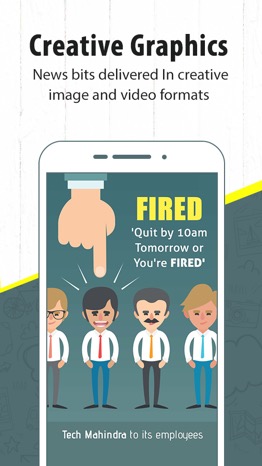 Creative Graphics
News bits delivered In creative
image and video formats
FIRED
'Quit by 10am
Tomorrow or
You're FIRED'
Tech Mahindra to its employees